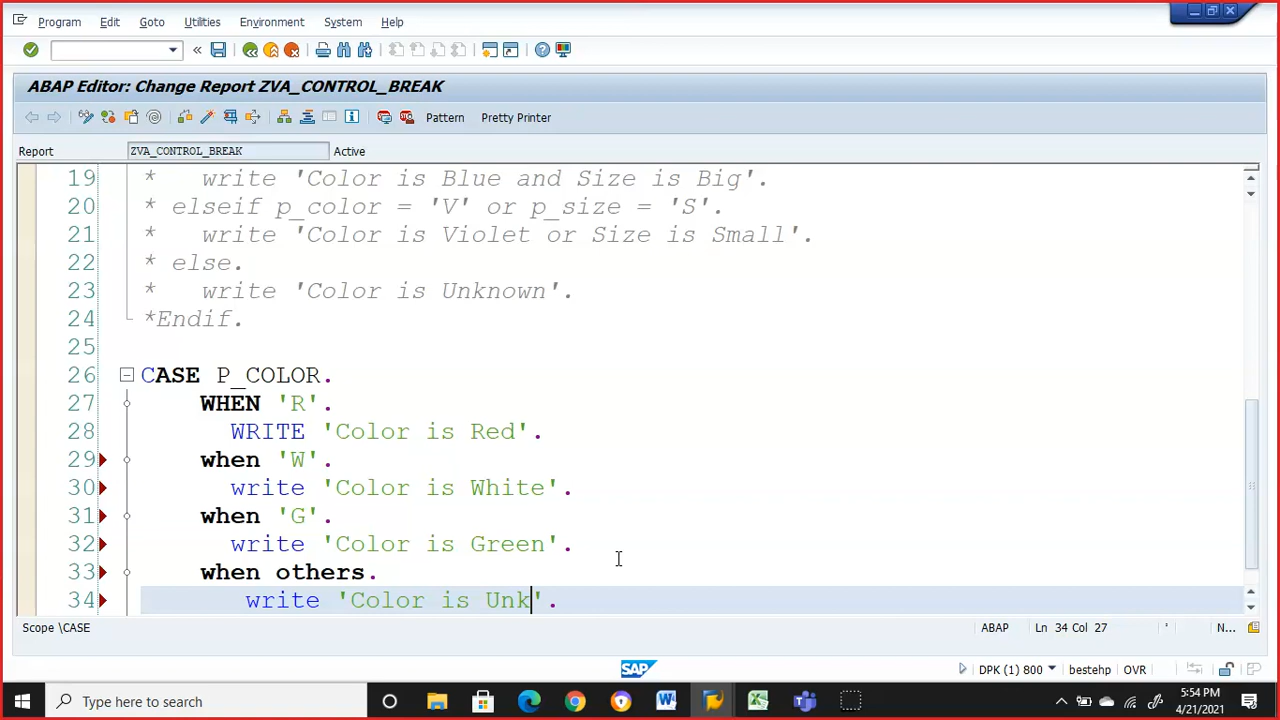 Program Edit Goto Utilities Environment System Help
ABAP Editor: Change Report ZVA_CONTROL_BREAK
Pattern Pretty Printer
Report ZVA_CONTROL_BREAK Active
19 * write 'Color is Blue and Size is Big'.
20 * elseif p_color = 'V' or p_size = 'S'.
21 * write 'Color is Violet or Size is Small'.
22 * else.
23 * write 'Color is Unknown'.
24 *Endif.
25
26 CASE P_COLOR.
27 WHEN 'R'.
28 WRITE 'Color is Red'.
29 when 'W'.
30 write 'Color is White'.
31 when 'G'.
32 write 'Color is Green'.
33 when others.
34 write 'Color is Unk'.
Scope \CASE ABAP Ln 34 Col 27 ' N...
SAP DPK (1) 800 bestehp OVR
Type here to search 5:54 PM
4/21/2021